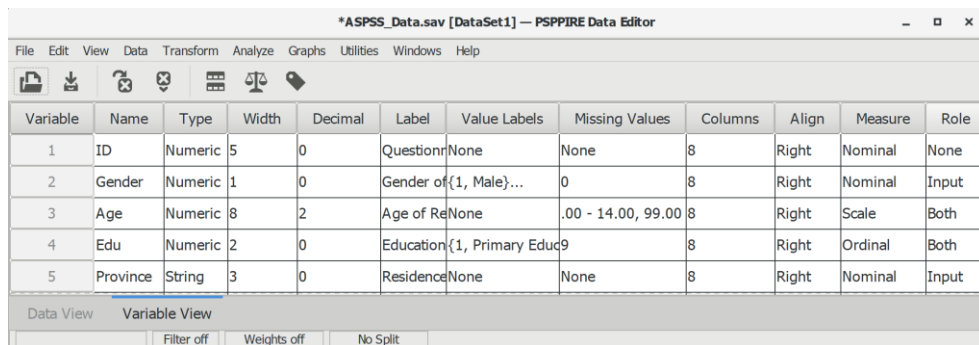 *ASPSS_Data.sav [DataSet1] — PSPPIRE Data Editor
File Edit View Data Transform Analyze Graphs Utilities Windows Help
Variable Name Type Width Decimal Label Value Labels Missing Values Columns Align Measure Role
1 ID Numeric 5 0 Questionn None None 8 Right Nominal None
2 Gender Numeric 1 0 Gender of {1, Male}... 0 8 Right Nominal Input
3 Age Numeric 8 2 Age of Re None .00 - 14.00, 99.00 8 Right Scale Both
4 Edu Numeric 2 0 Education {1, Primary Educ 9 8 Right Ordinal Both
5 Province String 3 0 Residence None None 8 Right Nominal Input
Data View Variable View
Filter off Weights off No Split